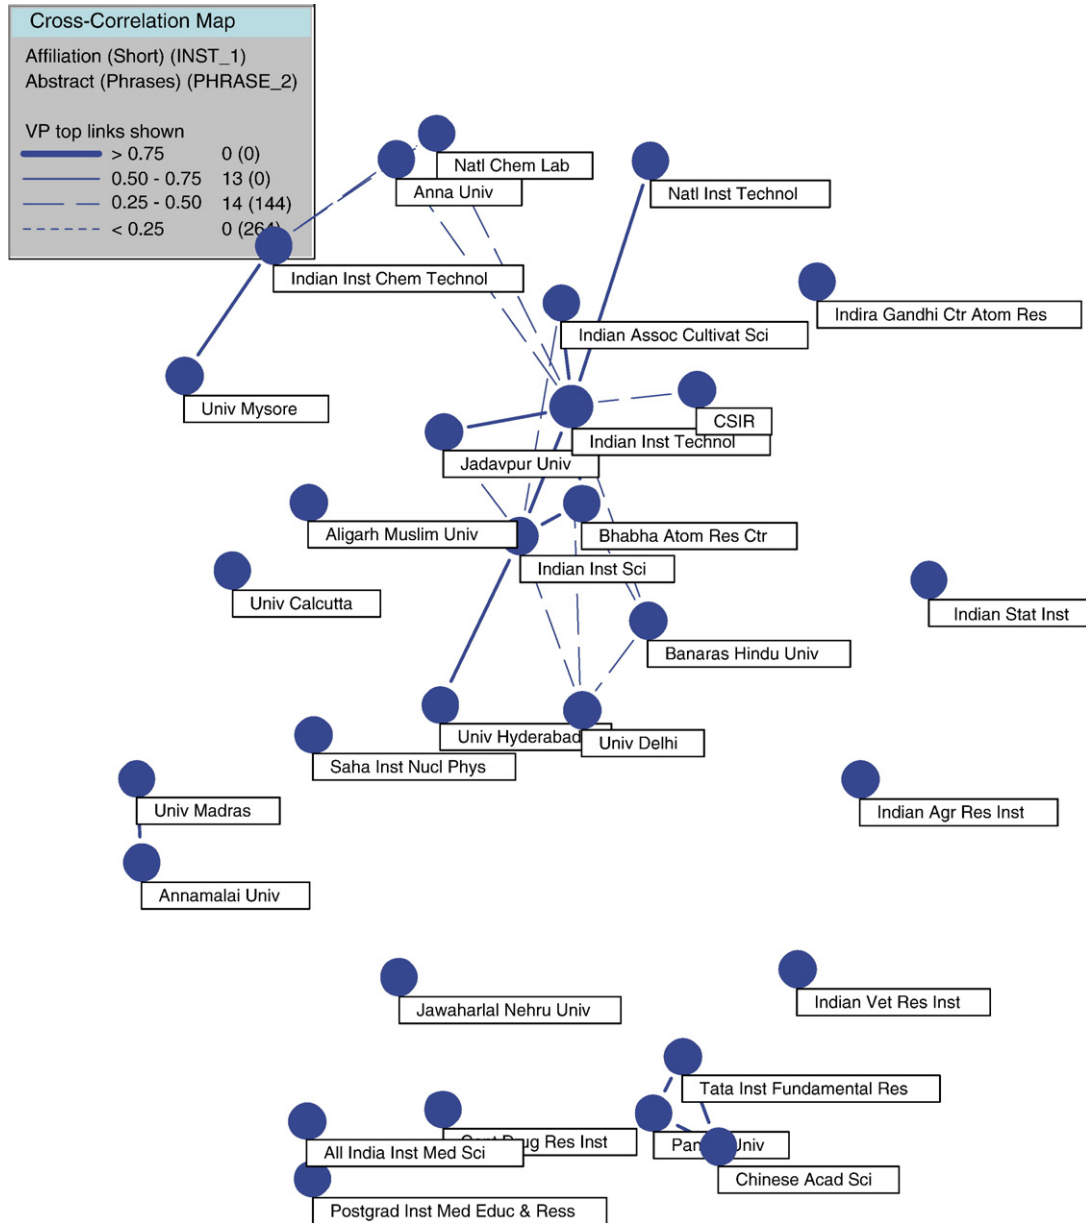 Cross-Correlation Map
Affiliation (Short) (INST_1)
Abstract (Phrases) (PHRASE_2)
VP top links shown
> 0.75 0 (0)
0.50 - 0.75 13 (0)
0.25 - 0.50 14 (144)
< 0.25 0 (264)
Natl Chem Lab
Anna Univ
Natl Inst Technol
Indian Inst Chem Technol
Indira Gandhi Ctr Atom Res
Indian Assoc Cultivat Sci
Univ Mysore
CSIR
Indian Inst Technol
Jadavpur Univ
Aligarh Muslim Univ
Bhabha Atom Res Ctr
Indian Inst Sci
Univ Calcutta
Indian Stat Inst
Banaras Hindu Univ
Univ Hyderabad
Univ Delhi
Saha Inst Nucl Phys
Univ Madras
Indian Agr Res Inst
Annamalai Univ
Jawaharlal Nehru Univ
Indian Vet Res Inst
Tata Inst Fundamental Res
Drug Res Inst
All India Inst Med Sci
Univ
Chinese Acad Sci
Postgrad Inst Med Educ & Ress